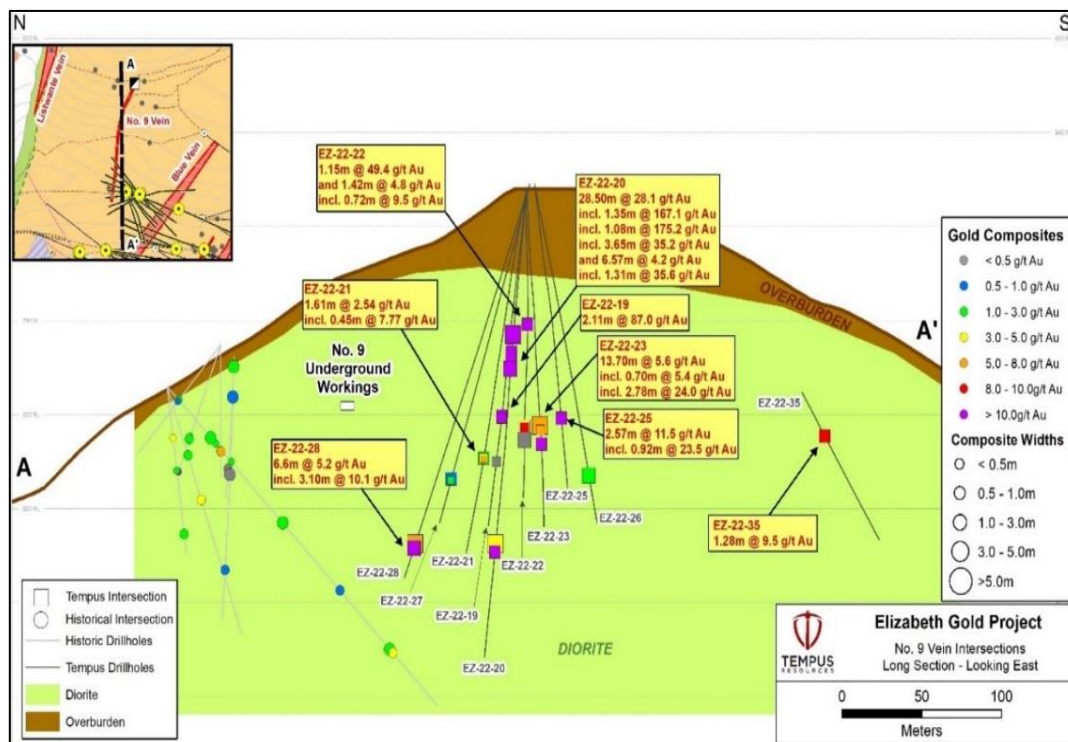 N
S
A
Listwanite Vein
No. 9 Vein
Blue Vein
A'
EZ-22-22
1.15m @ 49.4 g/t Au
and 1.42m @ 4.8 g/t Au
incl. 0.72m @ 9.5 g/t Au
EZ-22-20
28.50m @ 28.1 g/t Au
incl. 1.35m @ 167.1 g/t Au
incl. 1.08m @ 175.2 g/t Au
incl. 3.65m @ 35.2 g/t Au
and 6.57m @ 4.2 g/t Au
incl. 1.31m @ 35.6 g/t Au
EZ-22-21
1.61m @ 2.54 g/t Au
incl. 0.45m @ 7.77 g/t Au
EZ-22-19
2.11m @ 87.0 g/t Au
OVERBURDEN
A'
No. 9
Underground
Workings
EZ-22-23
13.70m @ 5.6 g/t Au
incl. 0.70m @ 5.4 g/t Au
incl. 2.78m @ 24.0 g/t Au
EZ-22-25
2.57m @ 11.5 g/t Au
incl. 0.92m @ 23.5 g/t Au
EZ-22-35
A
EZ-22-28
6.6m @ 5.2 g/t Au
incl. 3.10m @ 10.1 g/t Au
EZ-22-35
1.28m @ 9.5 g/t Au
EZ-22-25
EZ-22-26
EZ-22-23
EZ-22-22
EZ-22-21
EZ-22-28
EZ-22-27
EZ-22-19
EZ-22-20
DIORITE
Gold Composites
< 0.5 g/t Au
0.5 - 1.0 g/t Au
1.0 - 3.0 g/t Au
3.0 - 5.0 g/t Au
5.0 - 8.0 g/t Au
8.0 - 10.0g/t Au
> 10.0g/t Au
Composite Widths
< 0.5m
0.5 - 1.0m
1.0 - 3.0m
3.0 - 5.0m
>5.0m
Tempus Intersection
Historical Intersection
Historic Drillholes
Tempus Drillholes
Diorite
Overburden
TEMPUS
RESOURCES
Elizabeth Gold Project
No. 9 Vein Intersections
Long Section - Looking East
0 50 100
Meters